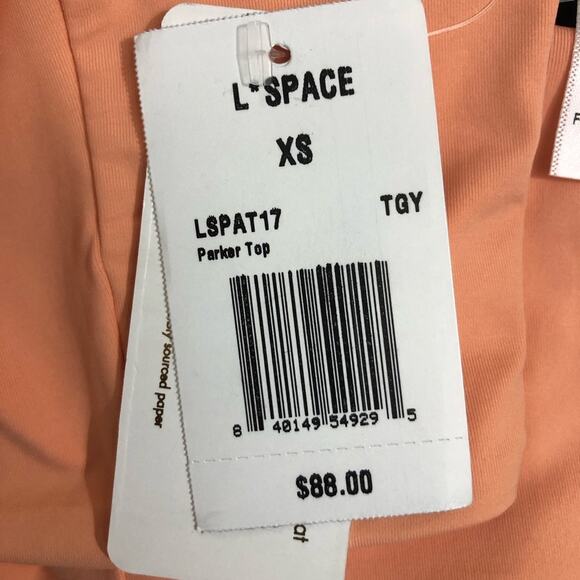 L*SPACE
XS
LSPAT17 TGY
Parker Top
8 40149 54929 5
$88.00
sourced paper